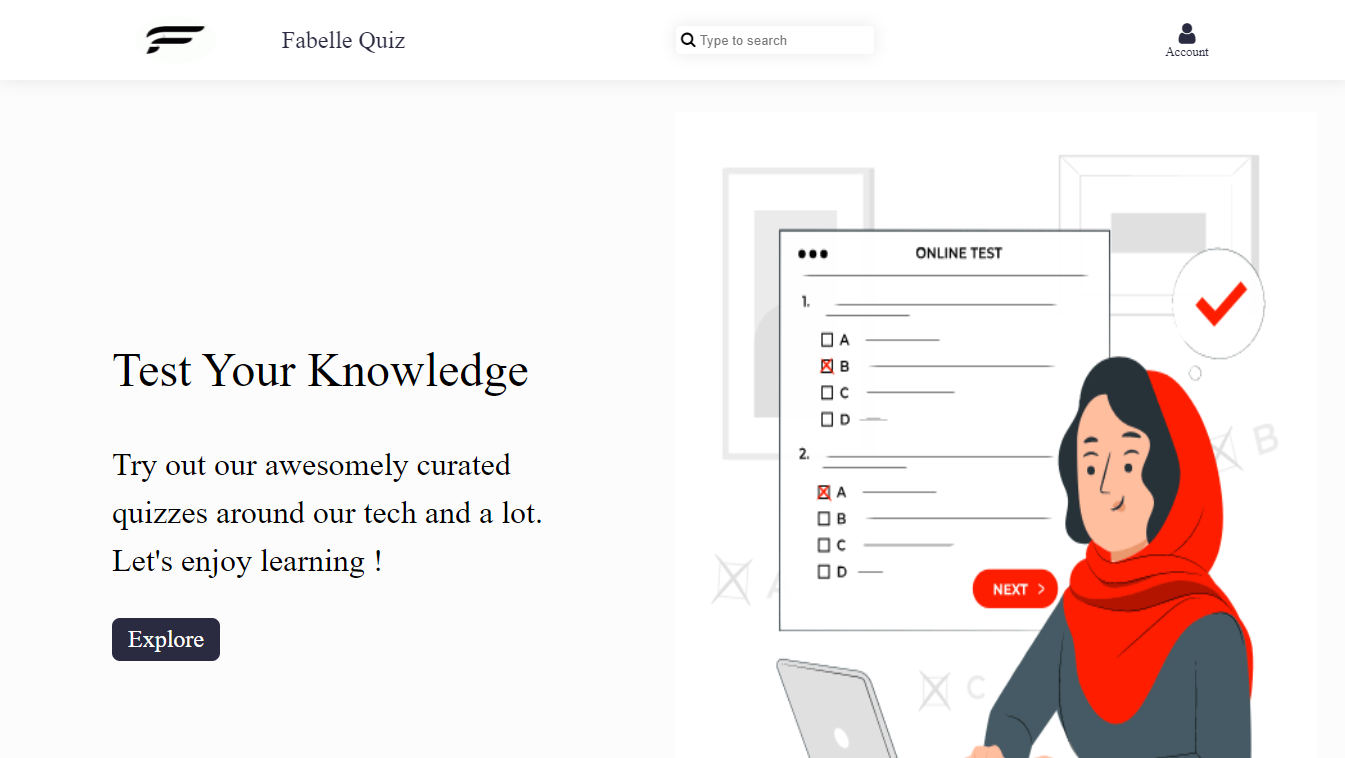 Fabelle Quiz
Type to search
Account
Test Your Knowledge
Try out our awesomely curated
quizzes around our tech and a lot.
Let's enjoy learning !
Explore
ONLINE TEST
1.
A
B
C
D
2.
A
B
C
D
NEXT >
B
A
C